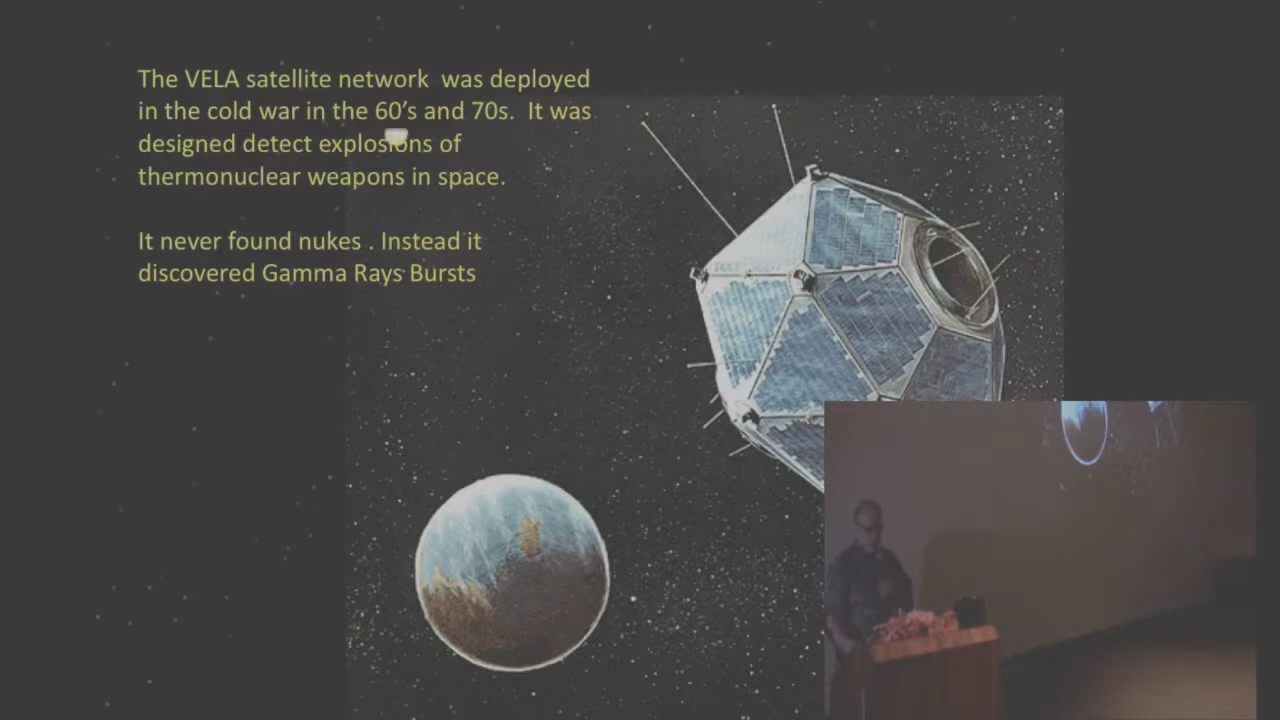 The VELA satellite network was deployed
in the cold war in the 60’s and 70s. It was
designed detect explosions of
thermonuclear weapons in space.
It never found nukes . Instead it
discovered Gamma Rays Bursts